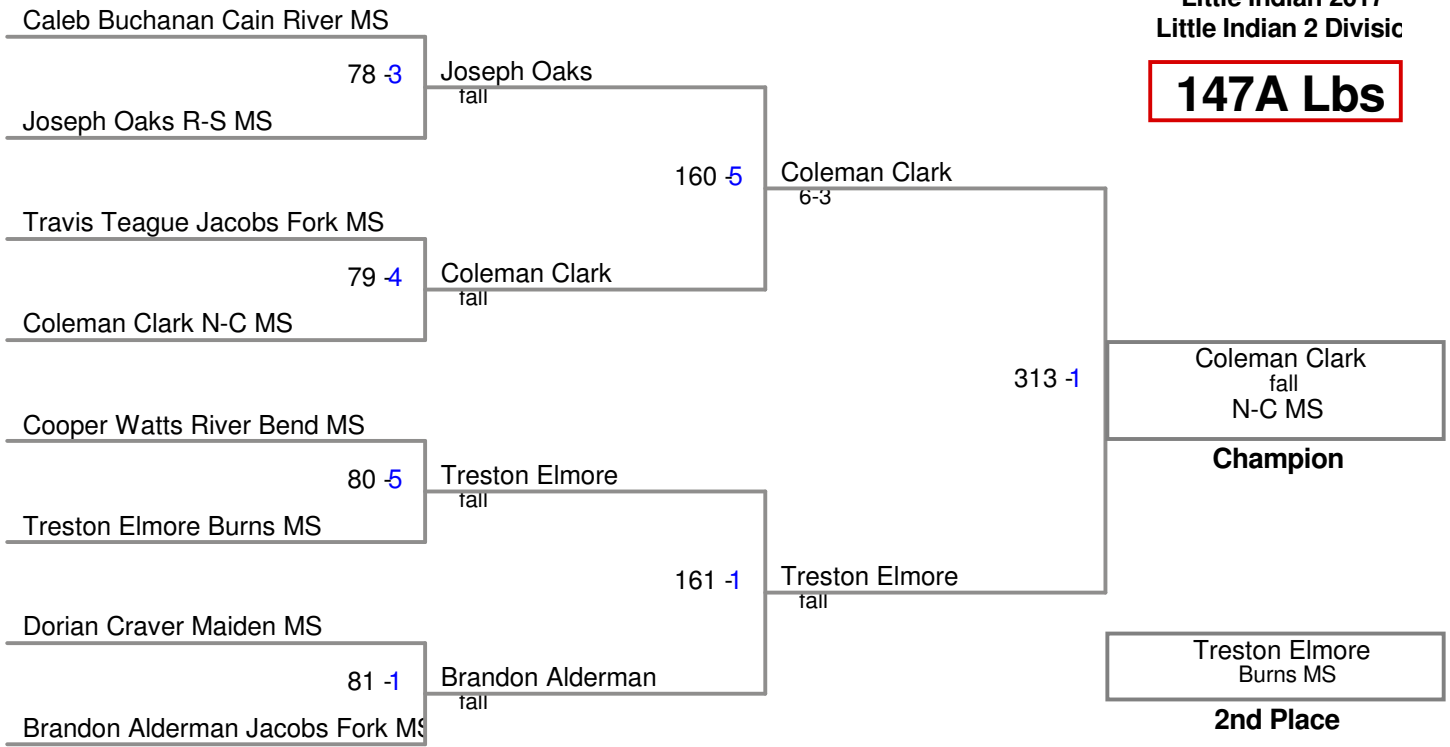 Little Indian 2017
Little Indian 2 Divisio
147A Lbs
Caleb Buchanan Cain River MS
78 -3
Joseph Oaks
fall
Joseph Oaks R-S MS
160 -5
Coleman Clark
6-3
Travis Teague Jacobs Fork MS
79 -4
Coleman Clark
fall
Coleman Clark N-C MS
313 -1
Coleman Clark
fall
N-C MS
Champion
Cooper Watts River Bend MS
80 -5
Treston Elmore
fall
Treston Elmore Burns MS
161 -1
Treston Elmore
fall
Dorian Craver Maiden MS
81 -1
Brandon Alderman
fall
Brandon Alderman Jacobs Fork MS
Treston Elmore
Burns MS
2nd Place